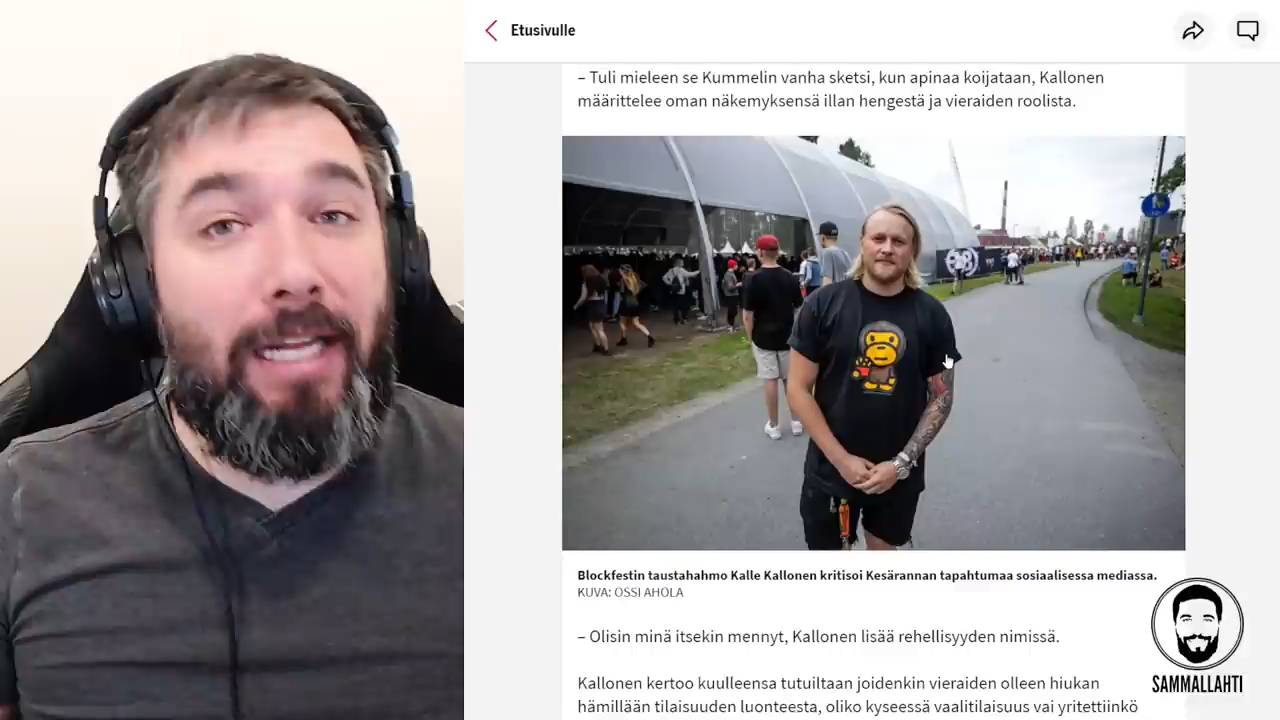 Etusivulle
– Tuli mieleen se Kummelin vanha sketsi, kun apinaa koijataan, Kallonen
määrittelee oman näkemyksensä illan hengestä ja vieraiden roolista.
Blockfestin taustahahmo Kalle Kallonen kritisoi Kesärannan tapahtumaa sosiaalisessa mediassa.
KUVA: OSSI AHOLA
– Olisin minä itsekin mennyt, Kallonen lisää rehellisyyden nimissä.
Kallonen kertoo kuulleensa tutuiltaan joidenkin vieraiden olleen hiukan
hämillään tilaisuuden luonteesta, oliko kyseessä vaalitilaisuus vai yritettiinkö
SAMMALLAHTI